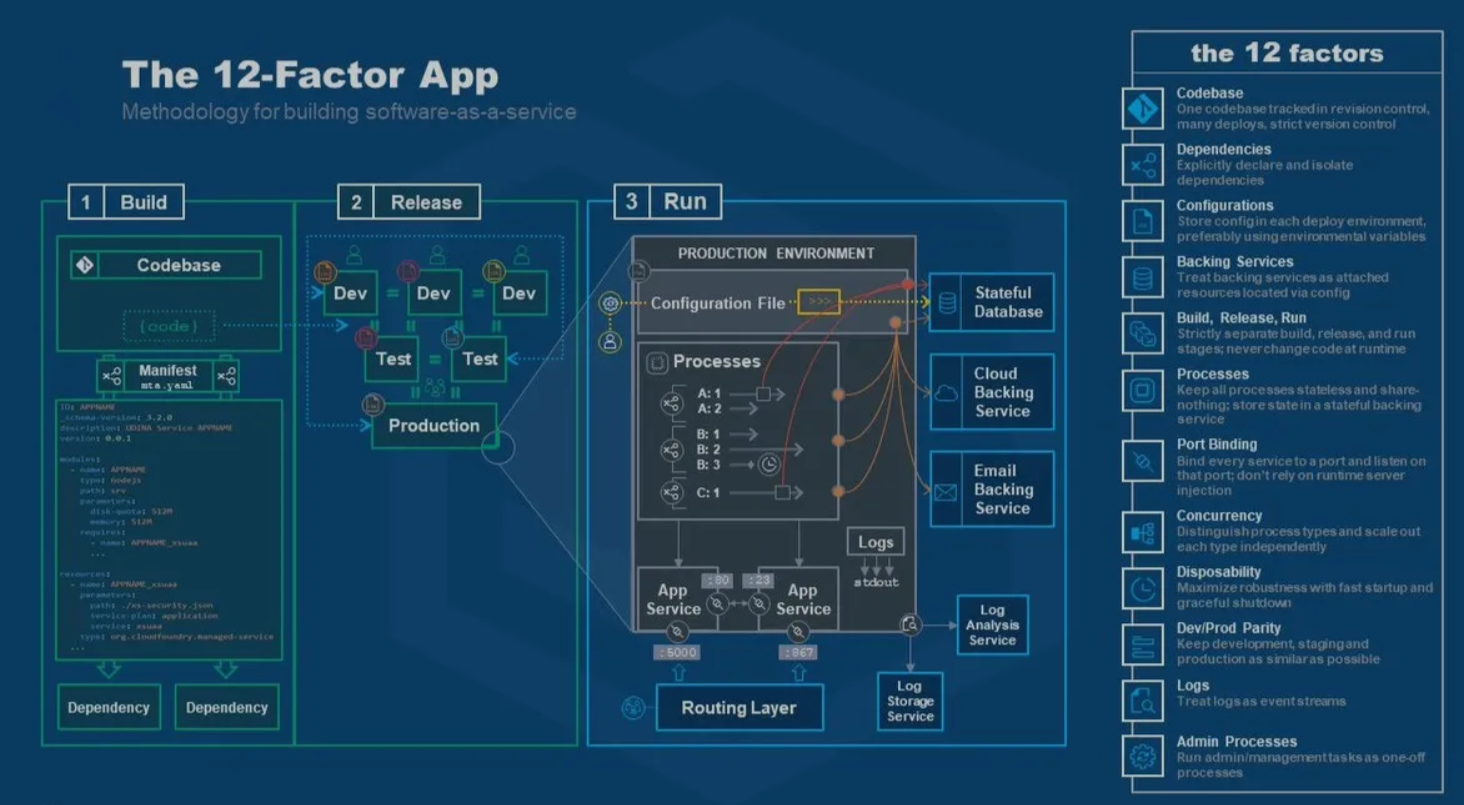 The 12-Factor App
Methodology for building software-as-a-service
1 Build
Codebase
{code}
Manifest
mta.yaml
ID: APPNAME
_schema-version: 3.2.0
description: UDINA Service APPNAME
version: 0.0.1
modules:
- name: APPNAME
type: nodejs
path: srv
parameters:
disk-quota: 512M
memory: 512M
requires:
- name: APPNAME_xsuaa
...
resources:
- name: APPNAME_xsuaa
parameters:
path: ./xs-security.json
service-plan: application
service: xsuaa
type: org.cloudfoundry.managed-service
...
Dependency
Dependency
2 Release
Dev = Dev = Dev
Test = Test
Production
3 Run
PRODUCTION ENVIRONMENT
Configuration File >>>
Processes
A: 1
A: 2
B: 1
B: 2
B: 3
C: 1
Stateful
Database
Cloud
Backing
Service
Email
Backing
Service
Logs
stdout
App
Service
:80
:23
App
Service
:5000
:867
Routing Layer
Log
Analysis
Service
Log
Storage
Service
the 12 factors
Codebase
One codebase tracked in revision control,
many deploys, strict version control
Dependencies
Explicitly declare and isolate
dependencies
Configurations
Store config in each deploy environment,
preferably using environmental variables
Backing Services
Treat backing services as attached
resources located via config
Build, Release, Run
Strictly separate build, release, and run
stages; never change code at runtime
Processes
Keep all processes stateless and share-
nothing; store state in a stateful backing
service
Port Binding
Bind every service to a port and listen on
that port; don't rely on runtime server
injection
Concurrency
Distinguish process types and scale out
each type independently
Disposability
Maximize robustness with fast startup and
graceful shutdown
Dev/Prod Parity
Keep development, staging and
production as similar as possible
Logs
Treat logs as event streams
Admin Processes
Run admin/management tasks as one-off
processes